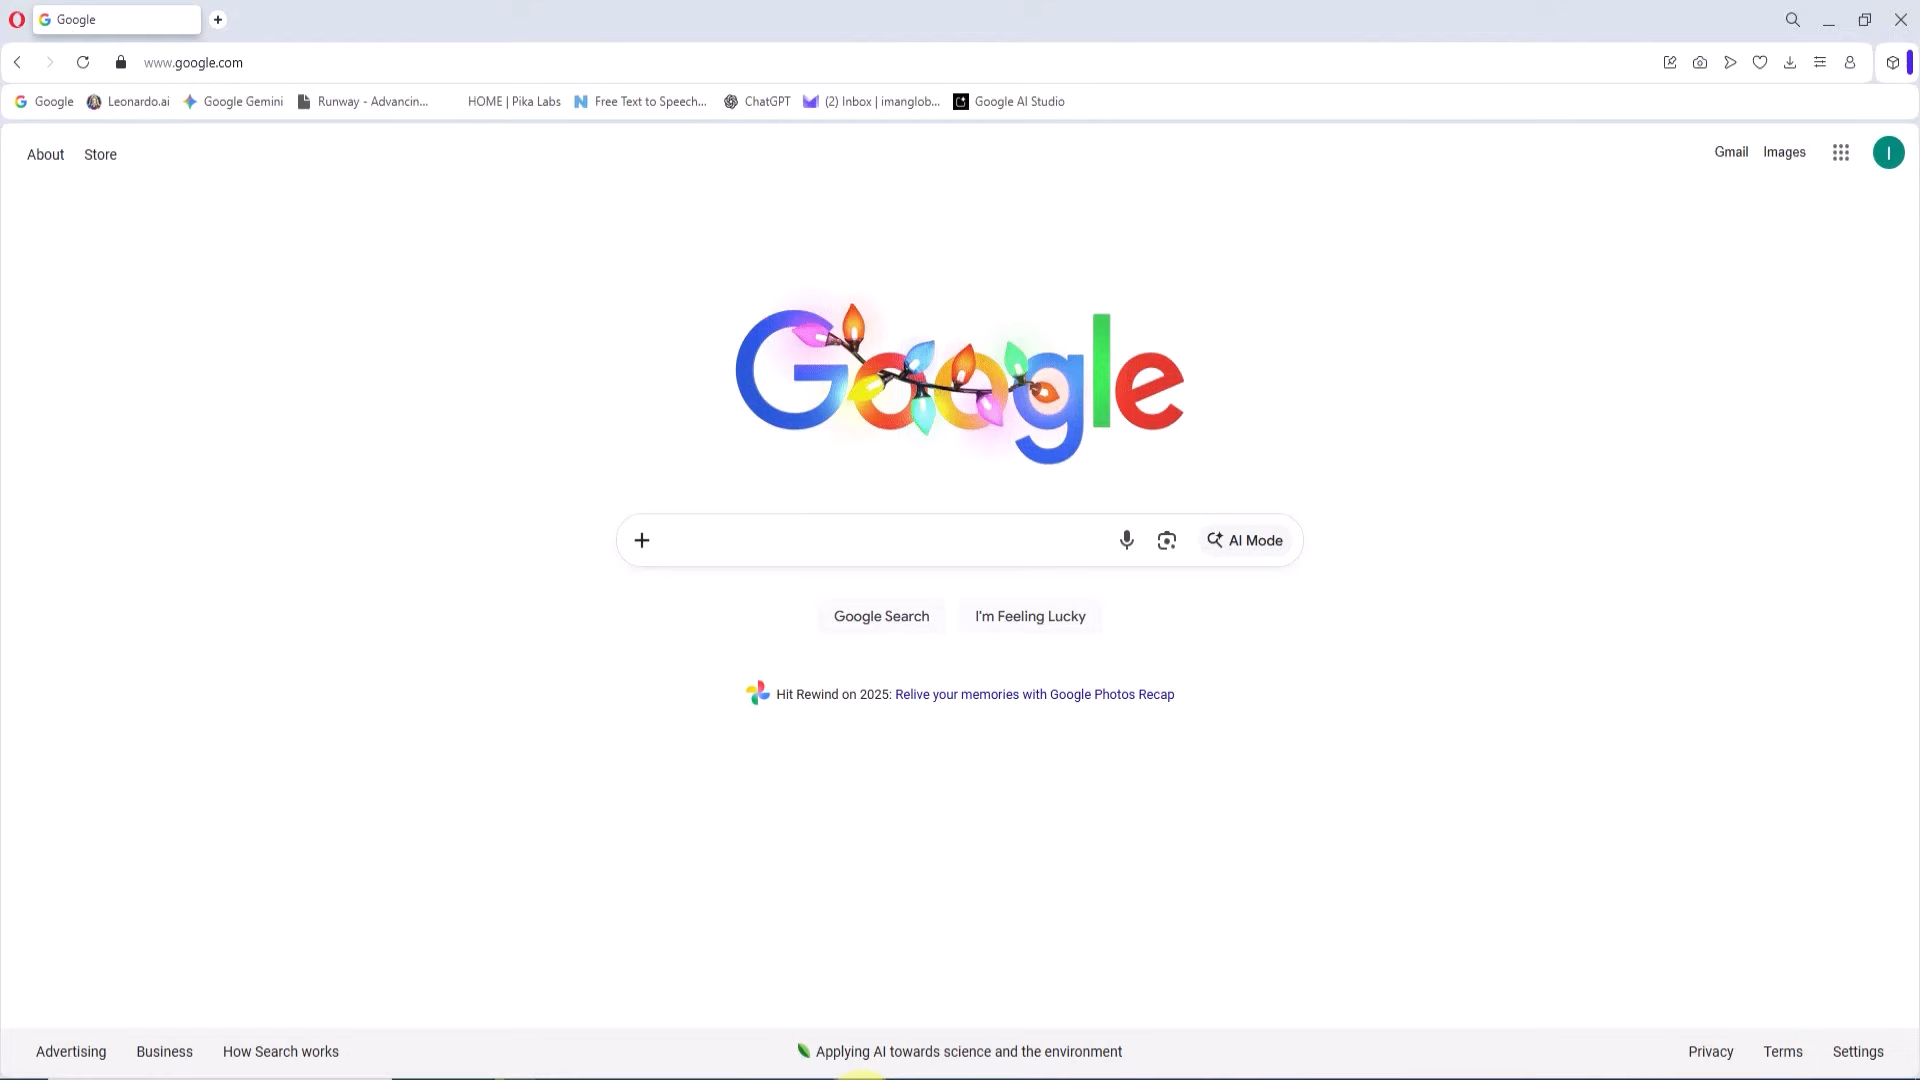 Google
www.google.com
Google
Leonardo.ai
Google Gemini
Runway - Advancin...
HOME | Pika Labs
Free Text to Speech...
ChatGPT
(2) Inbox | imanglob...
Google AI Studio
About
Store
Gmail
Images
I
Google
AI Mode
Google Search
I'm Feeling Lucky
Hit Rewind on 2025: Relive your memories with Google Photos Recap
Advertising
Business
How Search works
Applying AI towards science and the environment
Privacy
Terms
Settings